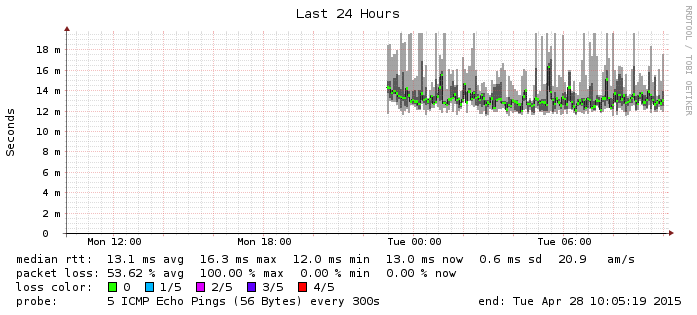 Last 24 Hours
RRDTOOL / TOBI OETIKER
Seconds
18 m
16 m
14 m
12 m
10 m
8 m
6 m
4 m
2 m
0
Mon 12:00 Mon 18:00 Tue 00:00 Tue 06:00
median rtt: 13.1 ms avg 16.3 ms max 12.0 ms min 13.0 ms now 0.6 ms sd 20.9 am/s
packet loss: 53.62 % avg 100.00 % max 0.00 % min 0.00 % now
loss color: 0 1/5 2/5 3/5 4/5
probe: 5 ICMP Echo Pings (56 Bytes) every 300s end: Tue Apr 28 10:05:19 2015